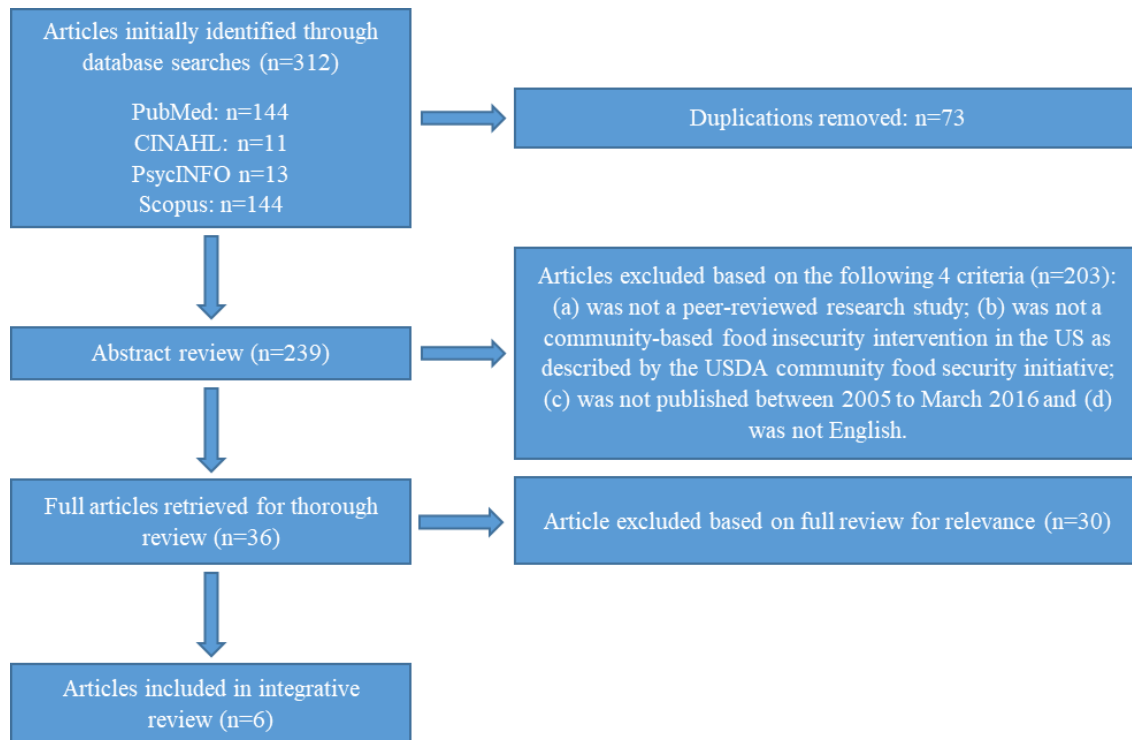 Articles initially identified through
database searches (n=312)
PubMed: n=144
CINAHL: n=11
PsycINFO n=13
Scopus: n=144
Duplications removed: n=73
Abstract review (n=239)
Articles excluded based on the following 4 criteria (n=203):
(a) was not a peer-reviewed research study; (b) was not a
community-based food insecurity intervention in the US as
described by the USDA community food security initiative;
(c) was not published between 2005 to March 2016 and (d)
was not English.
Full articles retrieved for thorough
review (n=36)
Article excluded based on full review for relevance (n=30)
Articles included in integrative
review (n=6)